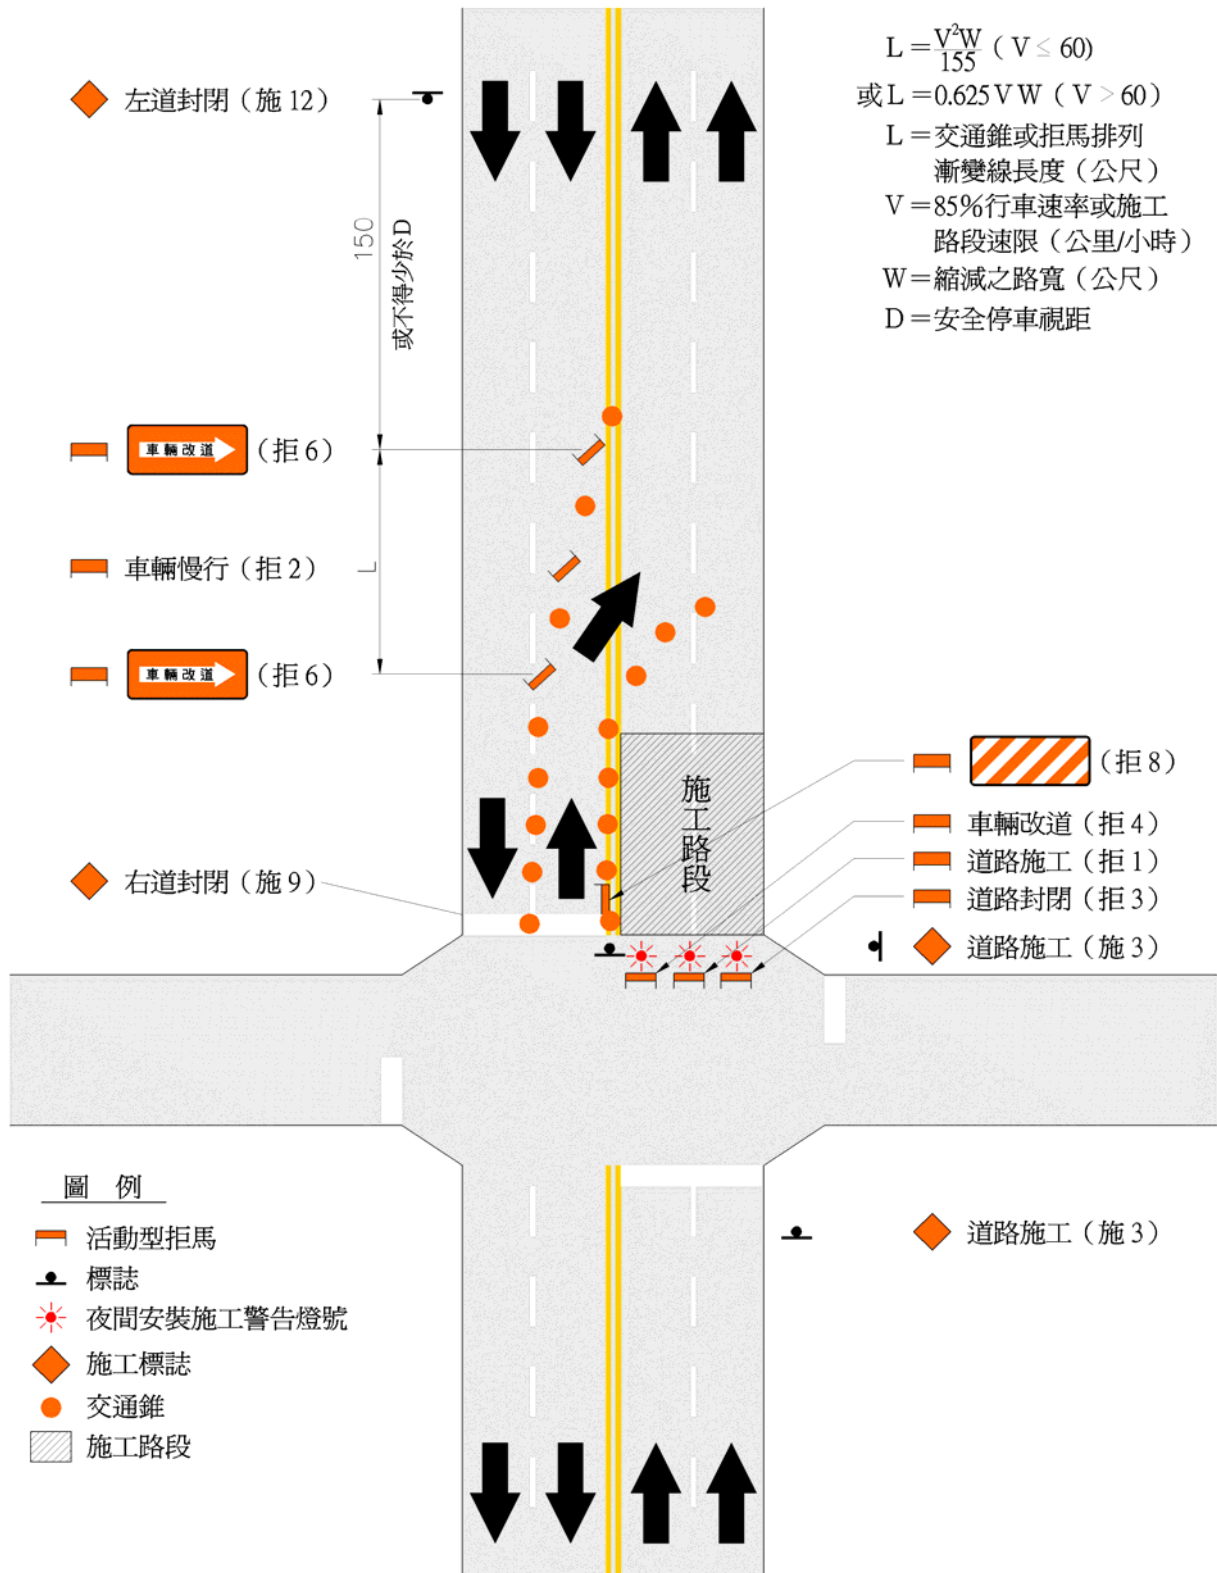 L＝V²W/155（V≤60）
或L＝0.625VW（V＞60）
L＝交通錐或拒馬排列
漸變線長度（公尺）
V＝85%行車速率或施工
路段速限（公里/小時）
W＝縮減之路寬（公尺）
D＝安全停車視距
左道封閉（施12）
150
或不得少於D
車輛改道（拒6）
車輛慢行（拒2）
L
車輛改道（拒6）
施工路段
（拒8）
車輛改道（拒4）
道路施工（拒1）
右道封閉（施9）
道路封閉（拒3）
道路施工（施3）
道路施工（施3）
圖例
活動型拒馬
標誌
夜間安裝施工警告燈號
施工標誌
交通錐
施工路段